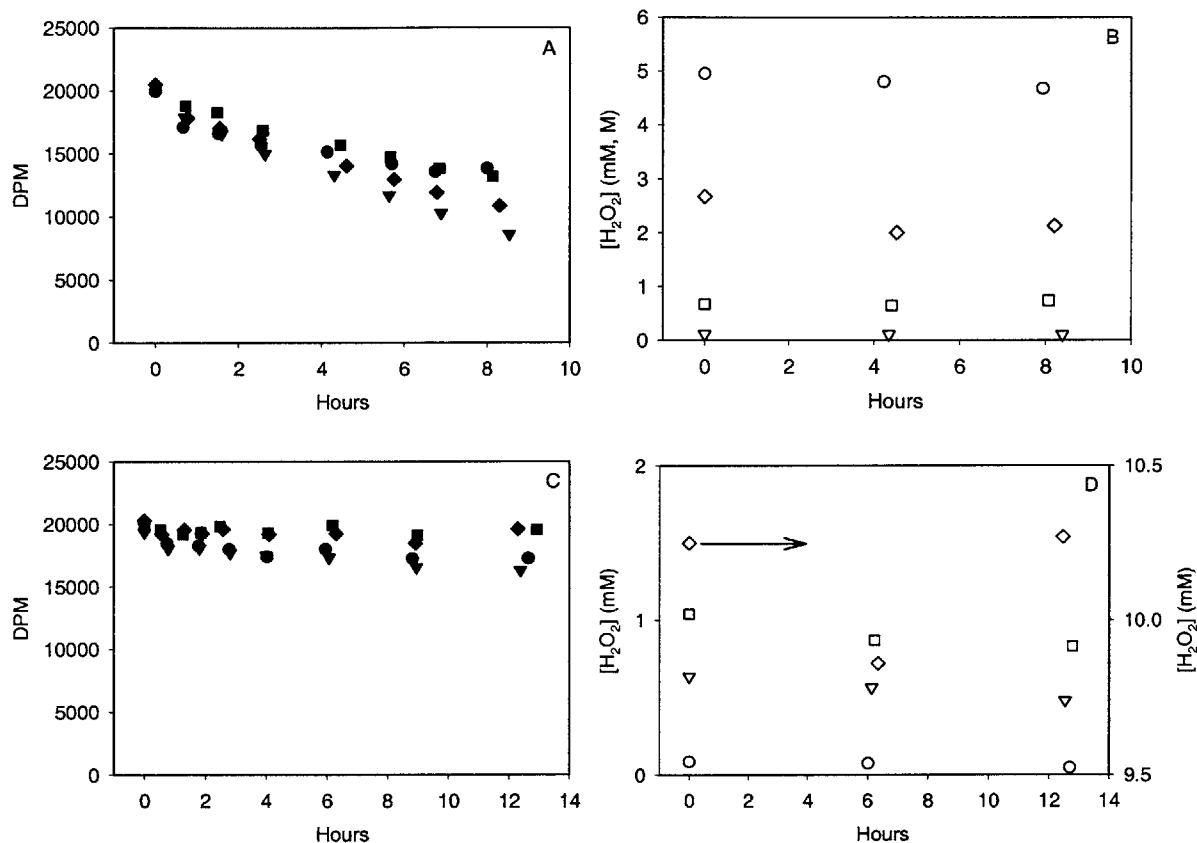 A
25000
20000
15000
10000
5000
0
DPM
0 2 4 6 8 10
Hours
B
6
5
4
3
2
1
0
[H₂O₂] (mM, M)
0 2 4 6 8 10
Hours
C
25000
20000
15000
10000
5000
0
DPM
0 2 4 6 8 10 12 14
Hours
D
2
1
0
[H₂O₂] (mM)
10.5
10.0
9.5
[H₂O₂] (mM)
0 2 4 6 8 10 12 14
Hours